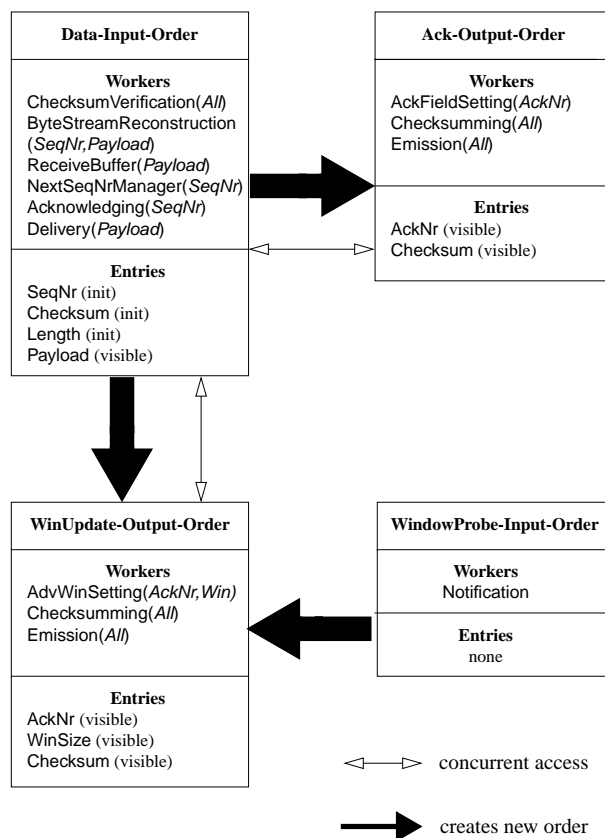 Data-Input-Order
Workers
ChecksumVerification(All)
ByteStreamReconstruction
(SeqNr,Payload)
ReceiveBuffer(Payload)
NextSeqNrManager(SeqNr)
Acknowledging(SeqNr)
Delivery(Payload)
Entries
SeqNr (init)
Checksum (init)
Length (init)
Payload (visible)
Ack-Output-Order
Workers
AckFieldSetting(AckNr)
Checksumming(All)
Emission(All)
Entries
AckNr (visible)
Checksum (visible)
WinUpdate-Output-Order
Workers
AdvWinSetting(AckNr,Win)
Checksumming(All)
Emission(All)
Entries
AckNr (visible)
WinSize (visible)
Checksum (visible)
WindowProbe-Input-Order
Workers
Notification
Entries
none
concurrent access
creates new order